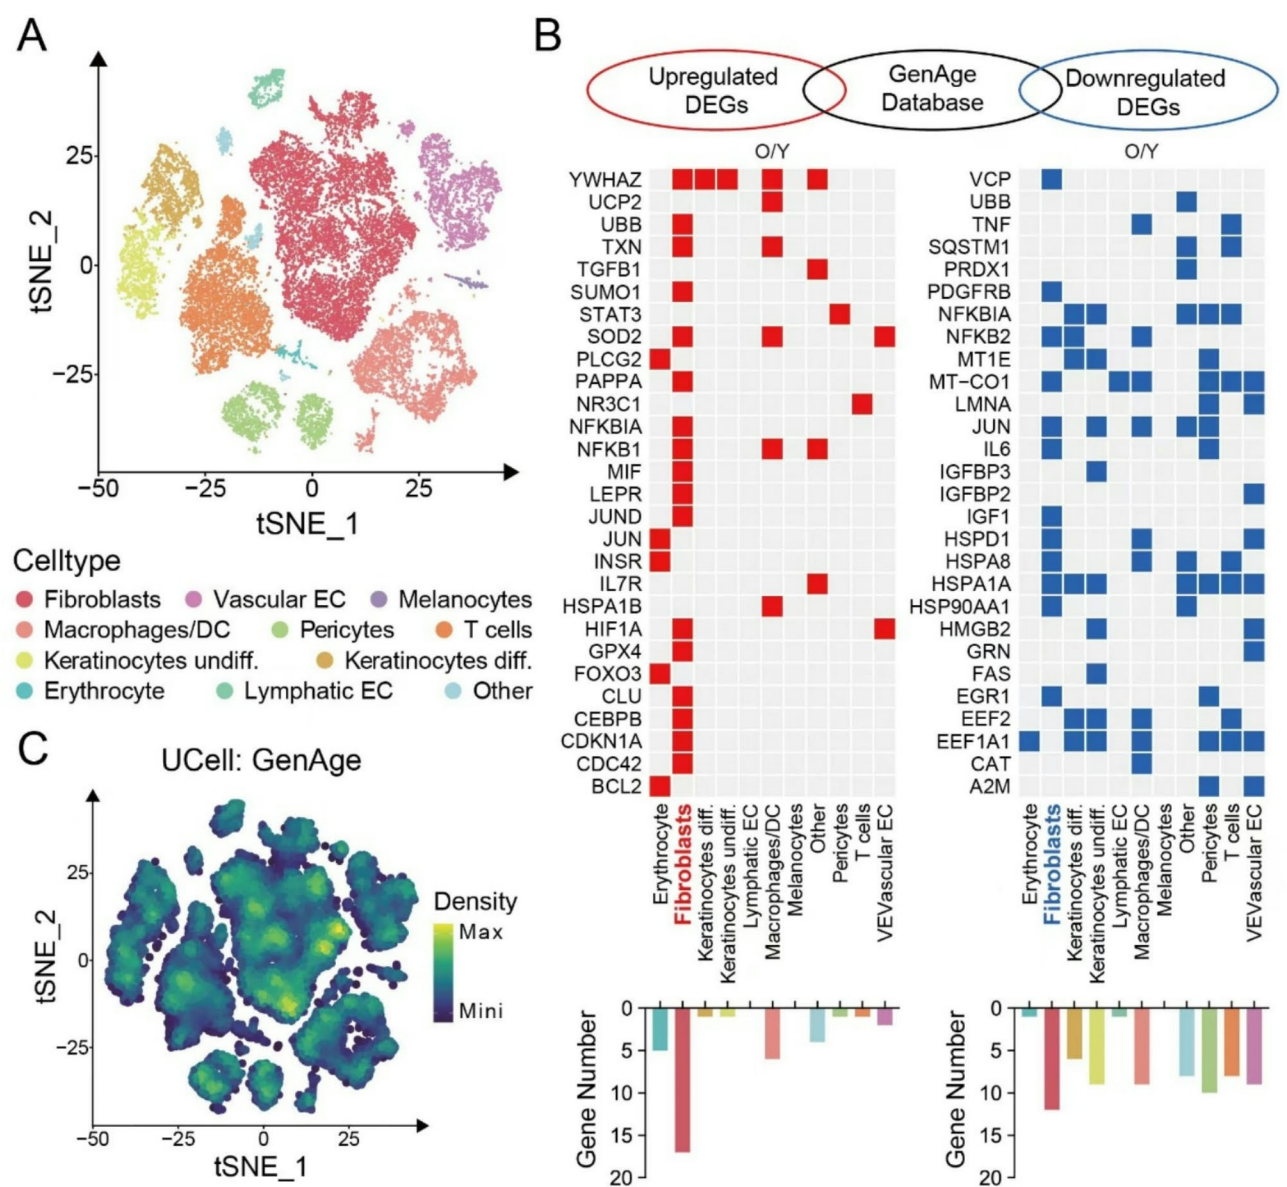 A
tSNE_2
25
0
−25
−50
−25
0
25
tSNE_1
Celltype
Fibroblasts
Vascular EC
Melanocytes
Macrophages/DC
Pericytes
T cells
Keratinocytes undiff.
Keratinocytes diff.
Erythrocyte
Lymphatic EC
Other
B
Upregulated
DEGs
GenAge
Database
Downregulated
DEGs
O/Y
YWHAZ
UCP2
UBB
TXN
TGFB1
SUMO1
STAT3
SOD2
PLCG2
PAPPA
NR3C1
NFKBIA
NFKB1
MIF
LEPR
JUND
JUN
INSR
IL7R
HSPA1B
HIF1A
GPX4
FOXO3
CLU
CEBPB
CDKN1A
CDC42
BCL2
Erythrocyte
Fibroblasts
Keratinocytes diff.
Keratinocytes undiff.
Lymphatic EC
Macrophages/DC
Melanocytes
Other
Pericytes
T cells
VEVascular EC
Gene Number
0
5
10
15
20
O/Y
VCP
UBB
TNF
SQSTM1
PRDX1
PDGFRB
NFKBIA
NFKB2
MT1E
MT−CO1
LMNA
JUN
IL6
IGFBP3
IGFBP2
IGF1
HSPD1
HSPA8
HSPA1A
HSP90AA1
HMGB2
GRN
FAS
EGR1
EEF2
EEF1A1
CAT
A2M
Erythrocyte
Fibroblasts
Keratinocytes diff.
Keratinocytes undiff.
Lymphatic EC
Macrophages/DC
Melanocytes
Other
Pericytes
T cells
VEVascular EC
Gene Number
0
5
10
15
20
C
UCell: GenAge
tSNE_2
25
0
−25
−50
−25
0
25
tSNE_1
Density
Max
Mini